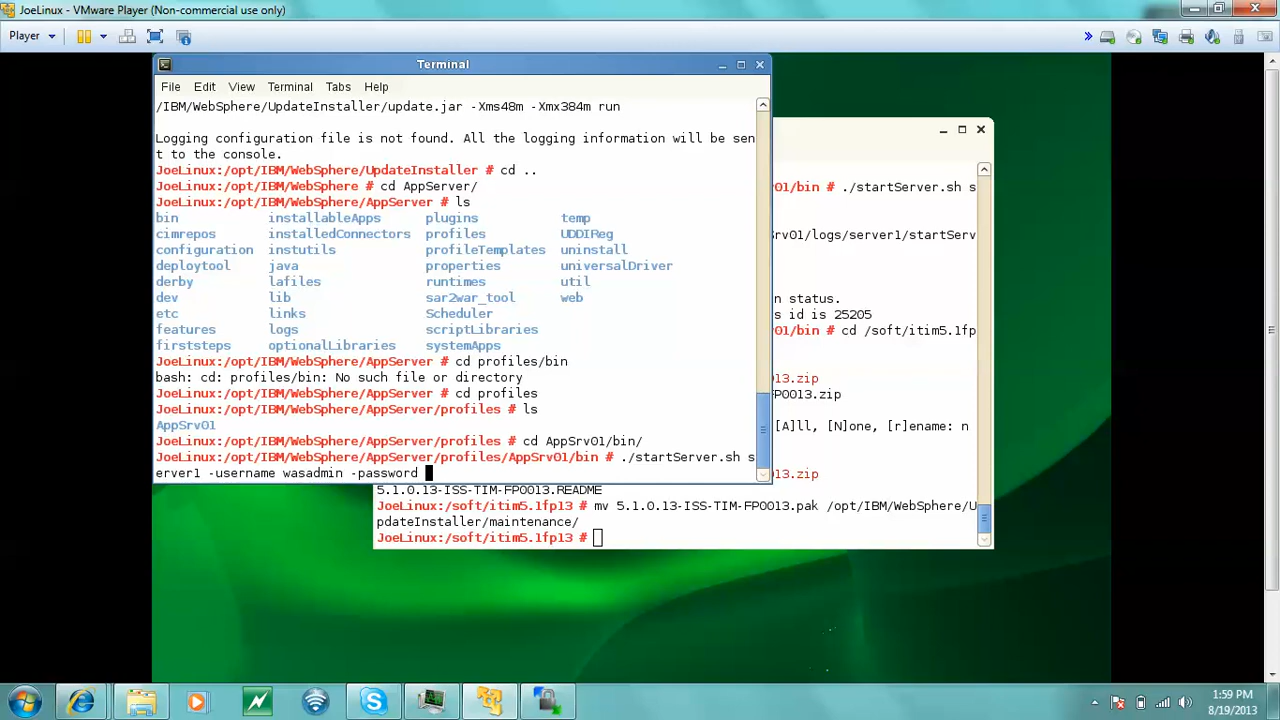 JoeLinux - VMware Player (Non-commercial use only)
Player
Terminal
File Edit View Terminal Tabs Help
/IBM/WebSphere/UpdateInstaller/update.jar -Xms48m -Xmx384m run
Logging configuration file is not found. All the logging information will be sen
t to the console.
JoeLinux:/opt/IBM/WebSphere/UpdateInstaller # cd ..
JoeLinux:/opt/IBM/WebSphere # cd AppServer/
JoeLinux:/opt/IBM/WebSphere/AppServer # ls
bin installableApps plugins temp
cimrepos installedConnectors profiles UDDIReg
configuration instutils profileTemplates uninstall
deploytool java properties universalDriver
derby lafiles runtimes util
dev lib sar2war_tool web
etc links Scheduler
features logs scriptLibraries
firststeps optionalLibraries systemApps
JoeLinux:/opt/IBM/WebSphere/AppServer # cd profiles/bin
bash: cd: profiles/bin: No such file or directory
JoeLinux:/opt/IBM/WebSphere/AppServer # cd profiles
JoeLinux:/opt/IBM/WebSphere/AppServer/profiles # ls
AppSrv01
JoeLinux:/opt/IBM/WebSphere/AppServer/profiles # cd AppSrv01/bin/
JoeLinux:/opt/IBM/WebSphere/AppServer/profiles/AppSrv01/bin # ./startServer.sh s
erver1 -username wasadmin -password
01/bin # ./startServer.sh s
Srv01/logs/server1/startServ
n status.
s id is 25205
01/bin # cd /soft/itim5.1fp
013.zip
FP0013.zip
[A]ll, [N]one, [r]ename: n
013.zip
5.1.0.13-ISS-TIM-FP0013.README
JoeLinux:/soft/itim5.1fp13 # mv 5.1.0.13-ISS-TIM-FP0013.pak /opt/IBM/WebSphere/U
pdateInstaller/maintenance/
JoeLinux:/soft/itim5.1fp13 #
1:59 PM
8/19/2013